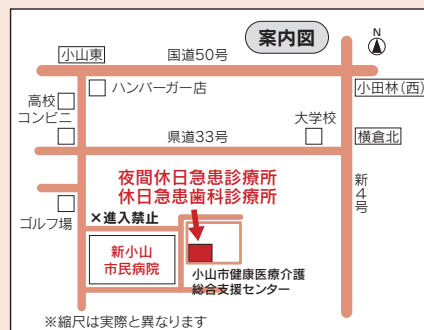 案内図
N
小山東
国道50号
ハンバーガー店
小田林(西)
高校
コンビニ
大学校
県道33号
横倉北
新4号
夜間休日急患診療所
休日急患歯科診療所
×進入禁止
ゴルフ場
新小山
市民病院
小山市健康医療介護
総合支援センター
※縮尺は実際と異なります